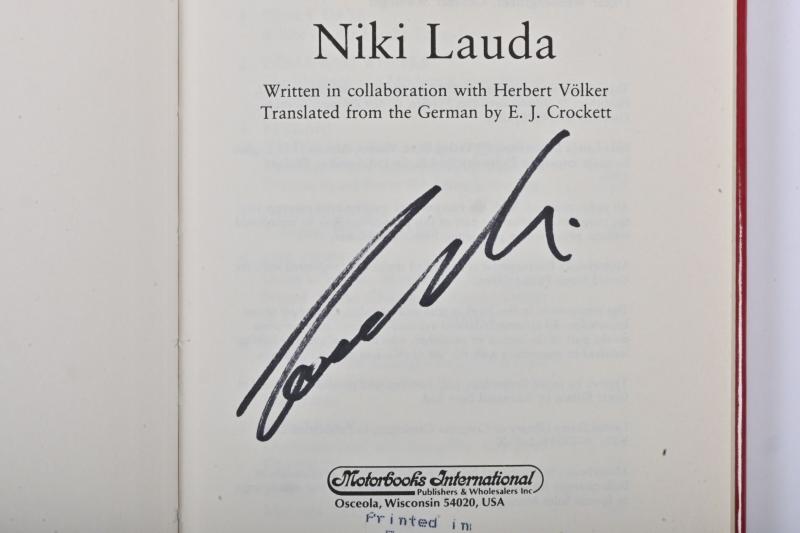 Niki Lauda
Written in collaboration with Herbert Völker
Translated from the German by E. J. Crockett
Motorbooks International
Publishers & Wholesalers Inc
Osceola, Wisconsin 54020, USA
Printed in